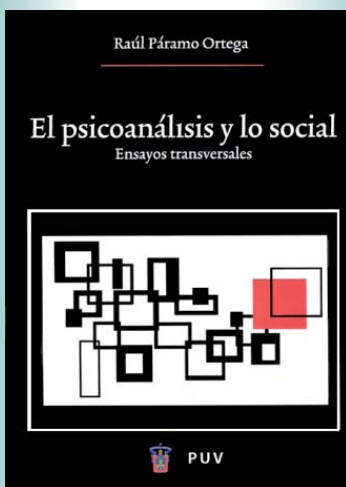 Raúl Páramo Ortega
El psicoanálisis y lo social
Ensayos transversales
PUV